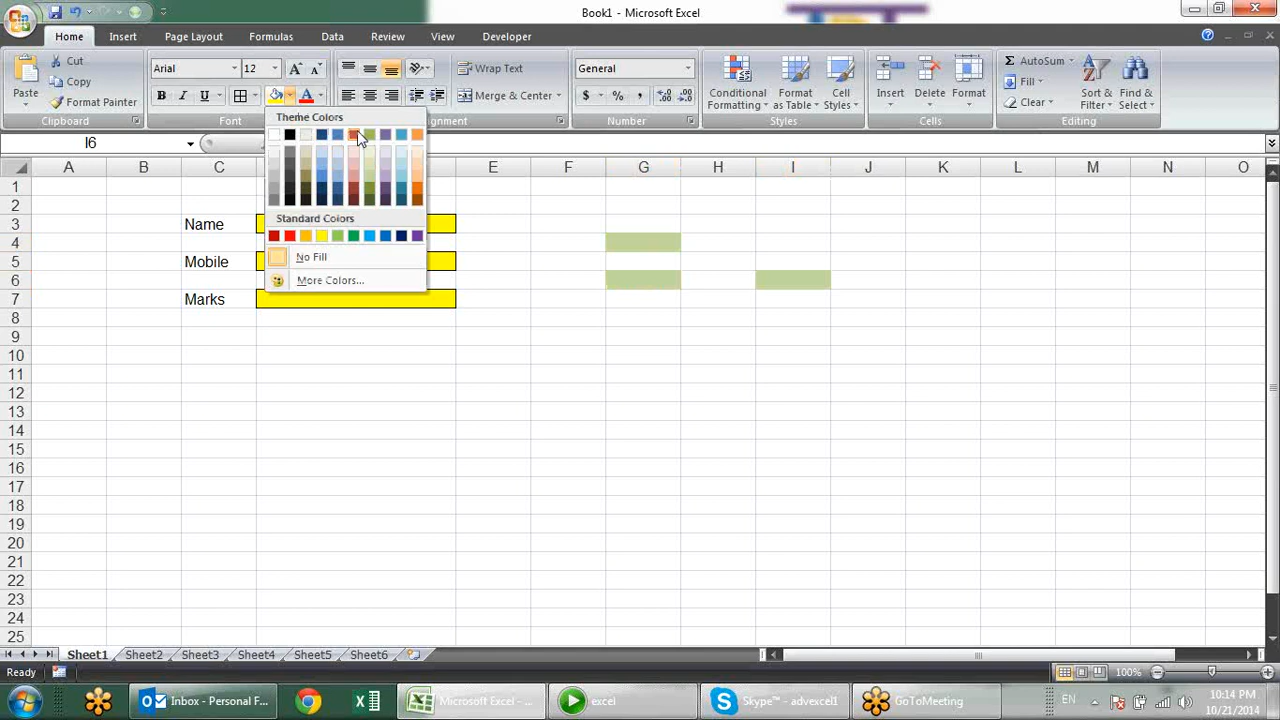 Book1 - Microsoft Excel
Home Insert Page Layout Formulas Data Review View Developer
Paste
Cut
Copy
Format Painter
Clipboard
Arial 12
Font
Wrap Text
Merge & Center
General
$ % ,
Number
Conditional Formatting
Format as Table
Cell Styles
Styles
Insert
Delete
Format
Cells
Σ AutoSum
Fill
Clear
Sort & Filter
Find & Select
Editing
I6
Theme Colors
Standard Colors
No Fill
More Colors...
A B C E F G H I J K L M N O
1
2
3 Name
4
5 Mobile
6
7 Marks
8
9
10
11
12
13
14
15
16
17
18
19
20
21
22
23
24
25
Sheet1 Sheet2 Sheet3 Sheet4 Sheet5 Sheet6
Ready
100%
Inbox - Personal F...
Microsoft Excel - ...
excel
Skype™ - advexcel1
GoToMeeting
EN
10:14 PM
10/21/2014